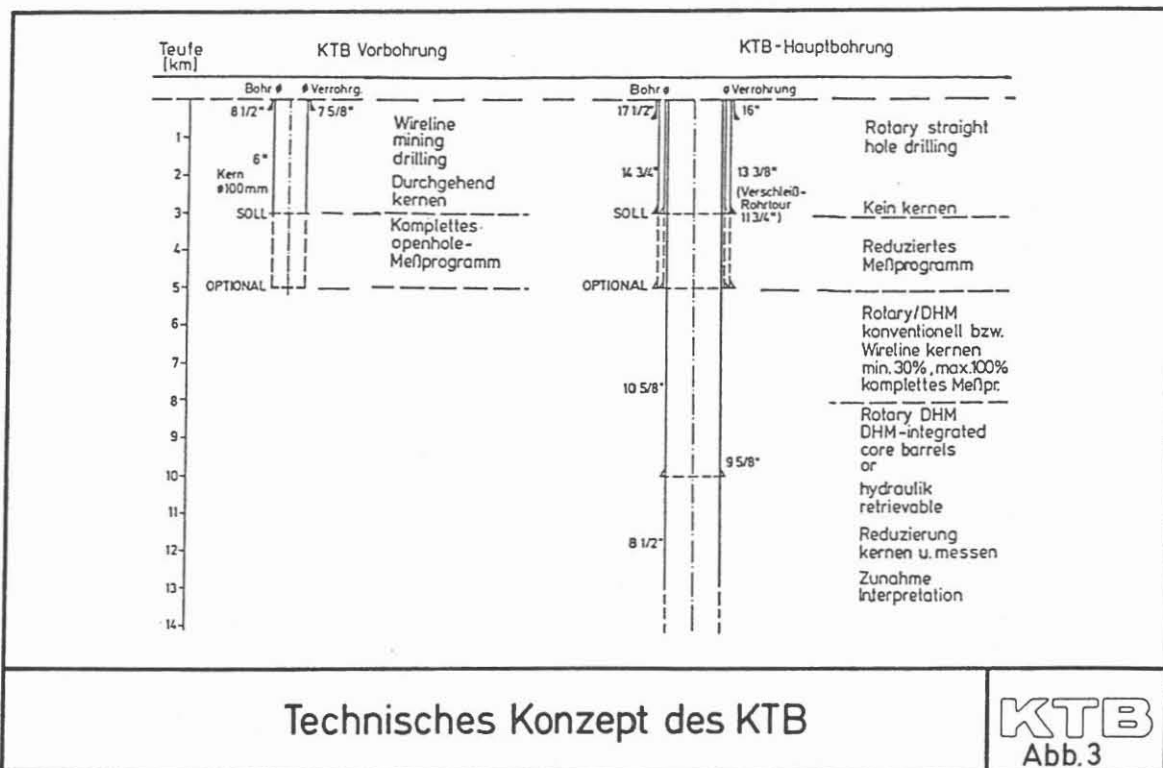 Teufe
[km]
KTB Vorbohrung
KTB-Hauptbohrung
Bohr ø
ø Verrohrg.
8 1/2"
7 5/8"
Wireline
mining
drilling
6"
Kern
ø100mm
Durchgehend
kernen
SOLL
Komplettes
openhole-
Meßprogramm
OPTIONAL
Bohr ø
ø Verrohrung
17 1/2"
16"
Rotary straight
hole drilling
14 3/4"
13 3/8"
(Verschleiß-
Rohrtour
11 3/4")
Kein kernen
SOLL
Reduziertes
Meßprogramm
OPTIONAL
Rotary/DHM
konventionell bzw.
Wireline kernen
min.30%,max.100%
komplettes Meßpr.
10 5/8"
Rotary DHM
DHM-integrated
core barrels
or
hydraulik
retrievable
9 5/8"
8 1/2"
Reduzierung
kernen u. messen
Zunahme
Interpretation
1
2
3
4
5
6
7
8
9
10
11
12
13
14
Technisches Konzept des KTB
KTB
Abb.3